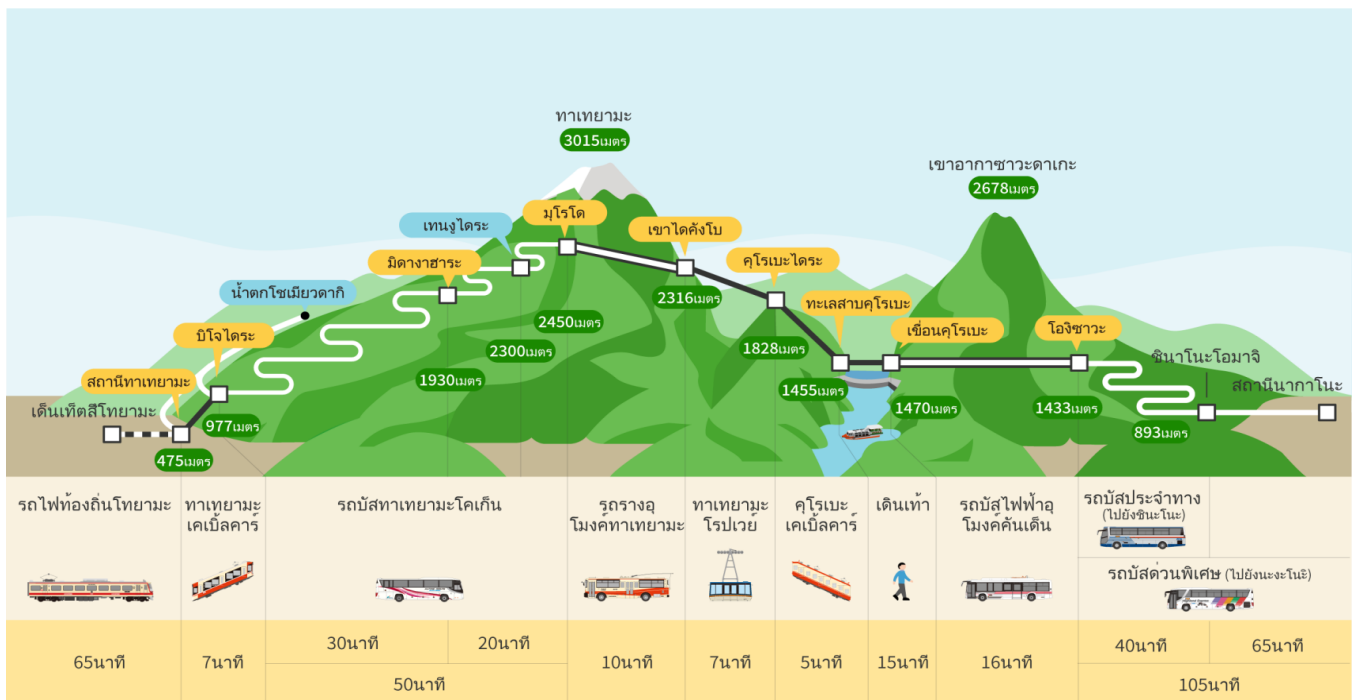 ทาเทยามะ
3015เมตร
เขาอากาซาวะดาเกะ
2678เมตร
เทนงูไดระ
มุโรโด
เขาไดคังโบ
มิดางาฮาระ
คุโรเบะไดระ
น้ำตกโซเมียวดากิ
2316เมตร
ทะเลสาบคุโรเบะ
2450เมตร
บิโจไดระ
เขื่อนคุโรเบะ
โองิซาวะ
2300เมตร
1828เมตร
ชินาโนะโอมาจิ
1930เมตร
สถานีทาเทยามะ
1455เมตร
สถานีนากาโนะ
เด็นเท็ตสึโทยามะ
1470เมตร
1433เมตร
977เมตร
893เมตร
475เมตร
รถไฟท้องถิ่นโทยามะ
ทาเทยามะ
เคเบิ้ลคาร์
รถบัสทาเทยามะโคเก็น
รถรางอุ
โมงค์ทาเทยามะ
ทาเทยามะ
โรปเวย์
คุโรเบะ
เคเบิ้ลคาร์
เดินเท้า
รถบัสไฟฟ้าอุ
โมงค์คันเด็น
รถบัสประจำทาง
(ไปยังชินะโนะ)
รถบัสด่วนพิเศษ (ไปยังนะงะโนะ)
65นาที
7นาที
30นาที
20นาที
50นาที
10นาที
7นาที
5นาที
15นาที
16นาที
40นาที
65นาที
105นาที